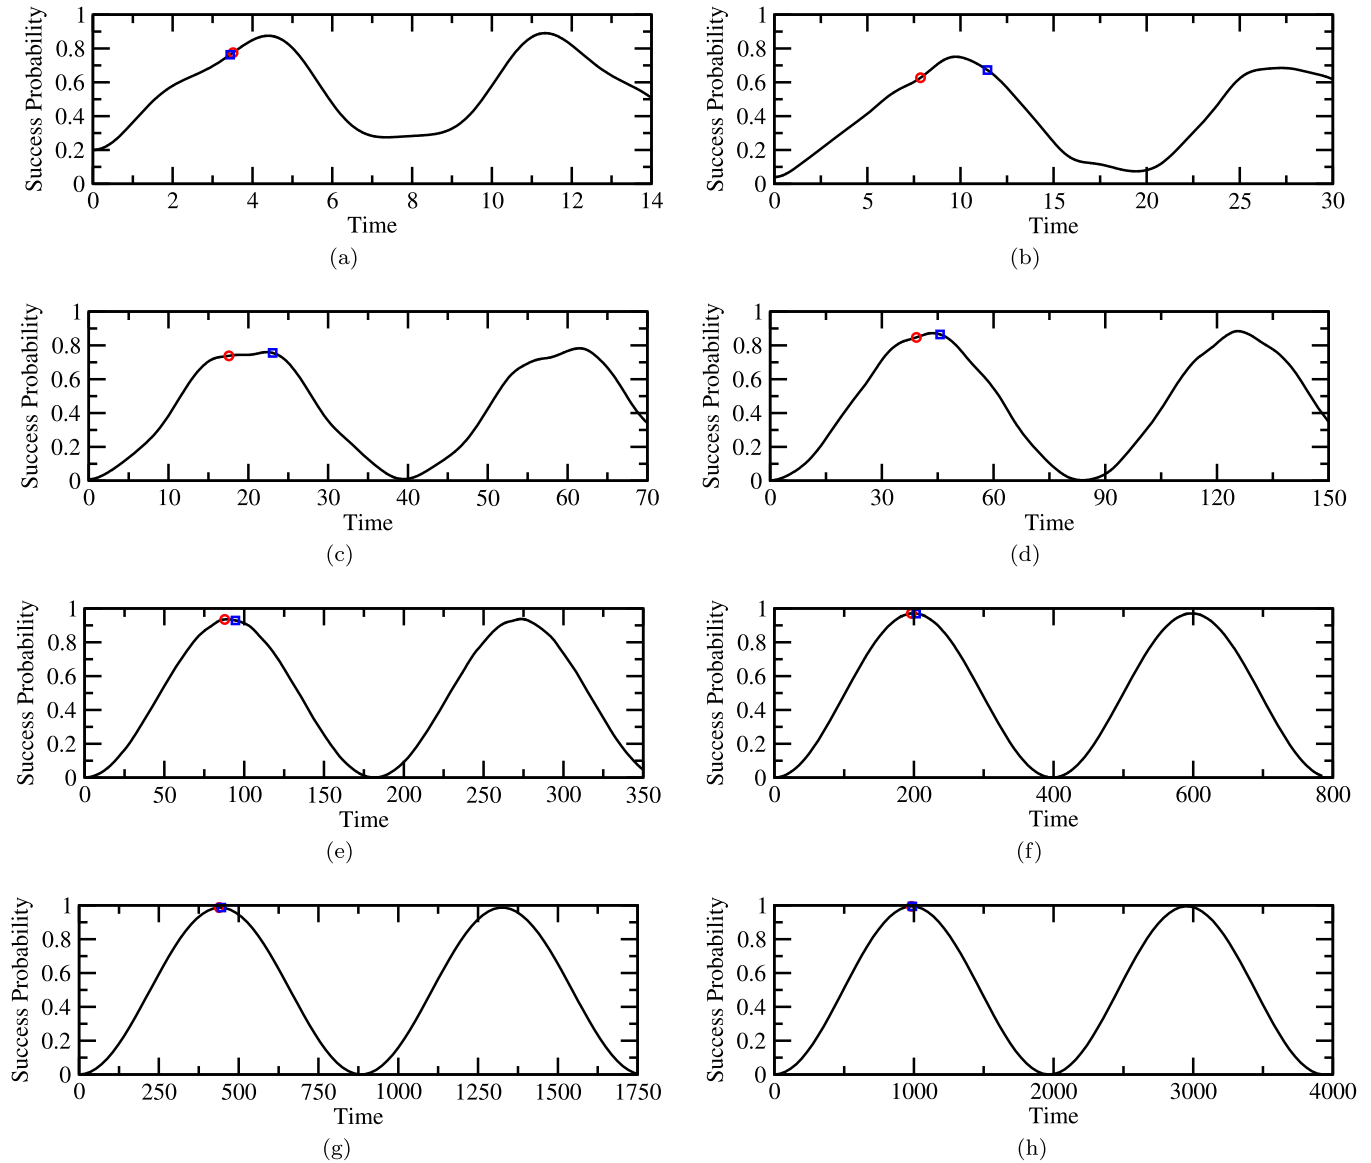 Success Probability
1
0.8
0.6
0.4
0.2
0
0 2 4 6 8 10 12 14
Time
(a)
Success Probability
1
0.8
0.6
0.4
0.2
0
0 5 10 15 20 25 30
Time
(b)
Success Probability
1
0.8
0.6
0.4
0.2
0
0 10 20 30 40 50 60 70
Time
(c)
Success Probability
1
0.8
0.6
0.4
0.2
0
0 30 60 90 120 150
Time
(d)
Success Probability
1
0.8
0.6
0.4
0.2
0
0 50 100 150 200 250 300 350
Time
(e)
Success Probability
1
0.8
0.6
0.4
0.2
0
0 200 400 600 800
Time
(f)
Success Probability
1
0.8
0.6
0.4
0.2
0
0 250 500 750 1000 1250 1500 1750
Time
(g)
Success Probability
1
0.8
0.6
0.4
0.2
0
0 1000 2000 3000 4000
Time
(h)